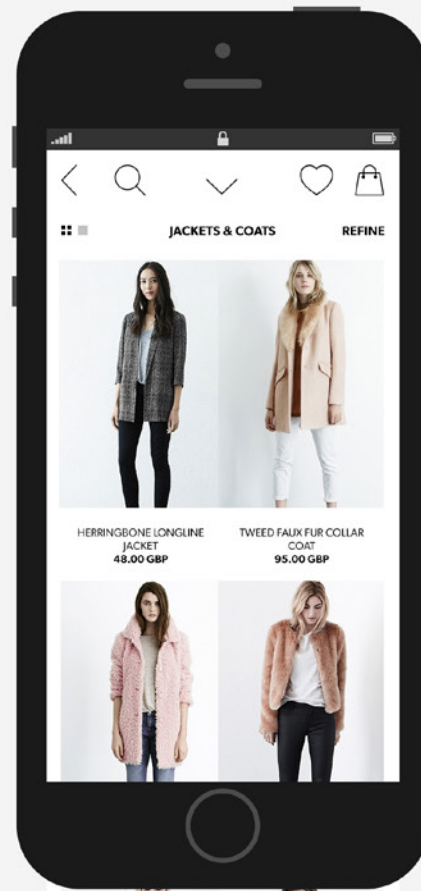 JACKETS & COATS
REFINE
HERRINGBONE LONGLINE
JACKET
48.00 GBP
TWEED FAUX FUR COLLAR
COAT
95.00 GBP